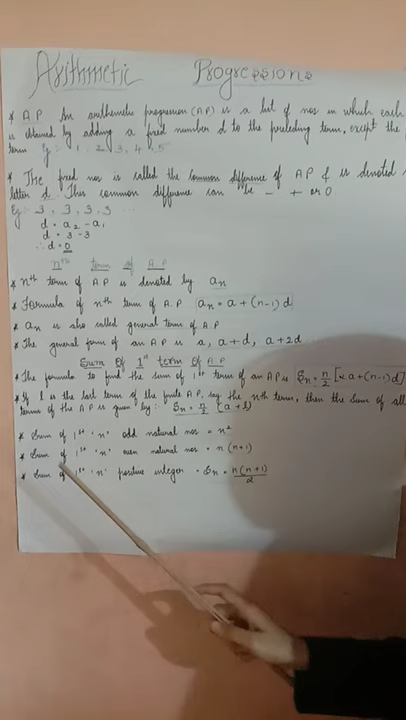 Arithmetic Progressions
* A P An arithmetic progression (AP) is a list of nos in which each
is obtained by adding a fixed number d to the preceding term, except the
term Eg: 1, 2, 3, 4, 5
* The fixed nos is called the common difference of AP & is denoted
letter d. This common difference can be - + or 0
Eg: 3, 3, 3, 3 ...
d = a₂ - a₁
d = 3 - 3
∴ d = 0
nᵗʰ term of A.P
* nᵗʰ term of AP is denoted by an
* Formula of nᵗʰ term of A.P an = a + (n-1) d
* an is also called general term of A.P
* The general form of an AP is a, a+d, a+2d
Sum Of 1ˢᵗ term Of A.P
* The formula to find the sum of 1ˢᵗ term of an AP is Sn = n/2 [ a + (n-1) d]
* If l is the last term of the finite AP, say the nth term, then the sum of all
terms of the AP is given by: Sn = n/2 (a + l)
* Sum of 1ˢᵗ 'n' odd natural nos = n²
* Sum of 1ˢᵗ 'n' even natural nos = n (n+1)
* Sum of 1ˢᵗ 'n' positive integer = Sn = n(n+1)/2